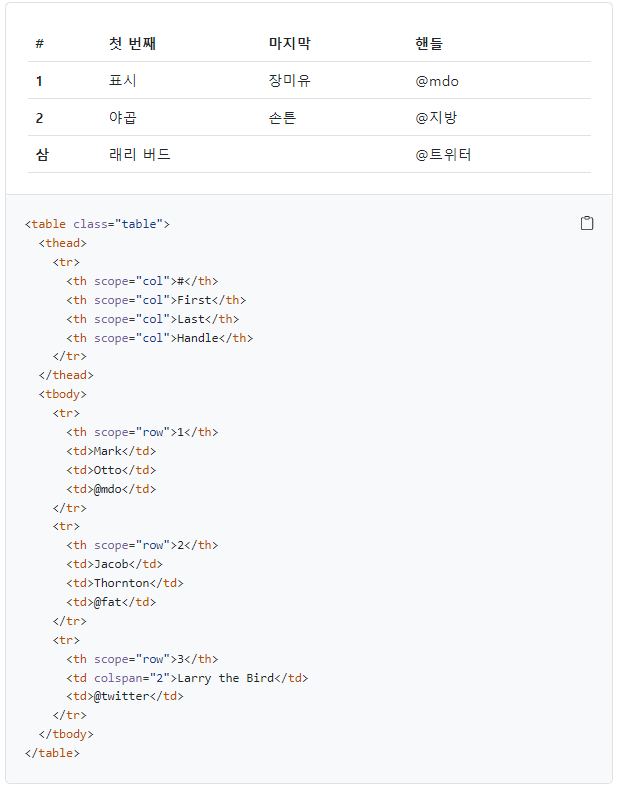 # 첫 번째 마지막 핸들
1 표시 장미유 @mdo
2 야곱 손튼 @지방
삼 래리 버드 @트위터
<table class="table">
  <thead>
    <tr>
      <th scope="col">#</th>
      <th scope="col">First</th>
      <th scope="col">Last</th>
      <th scope="col">Handle</th>
    </tr>
  </thead>
  <tbody>
    <tr>
      <th scope="row">1</th>
      <td>Mark</td>
      <td>Otto</td>
      <td>@mdo</td>
    </tr>
    <tr>
      <th scope="row">2</th>
      <td>Jacob</td>
      <td>Thornton</td>
      <td>@fat</td>
    </tr>
    <tr>
      <th scope="row">3</th>
      <td colspan="2">Larry the Bird</td>
      <td>@twitter</td>
    </tr>
  </tbody>
</table>